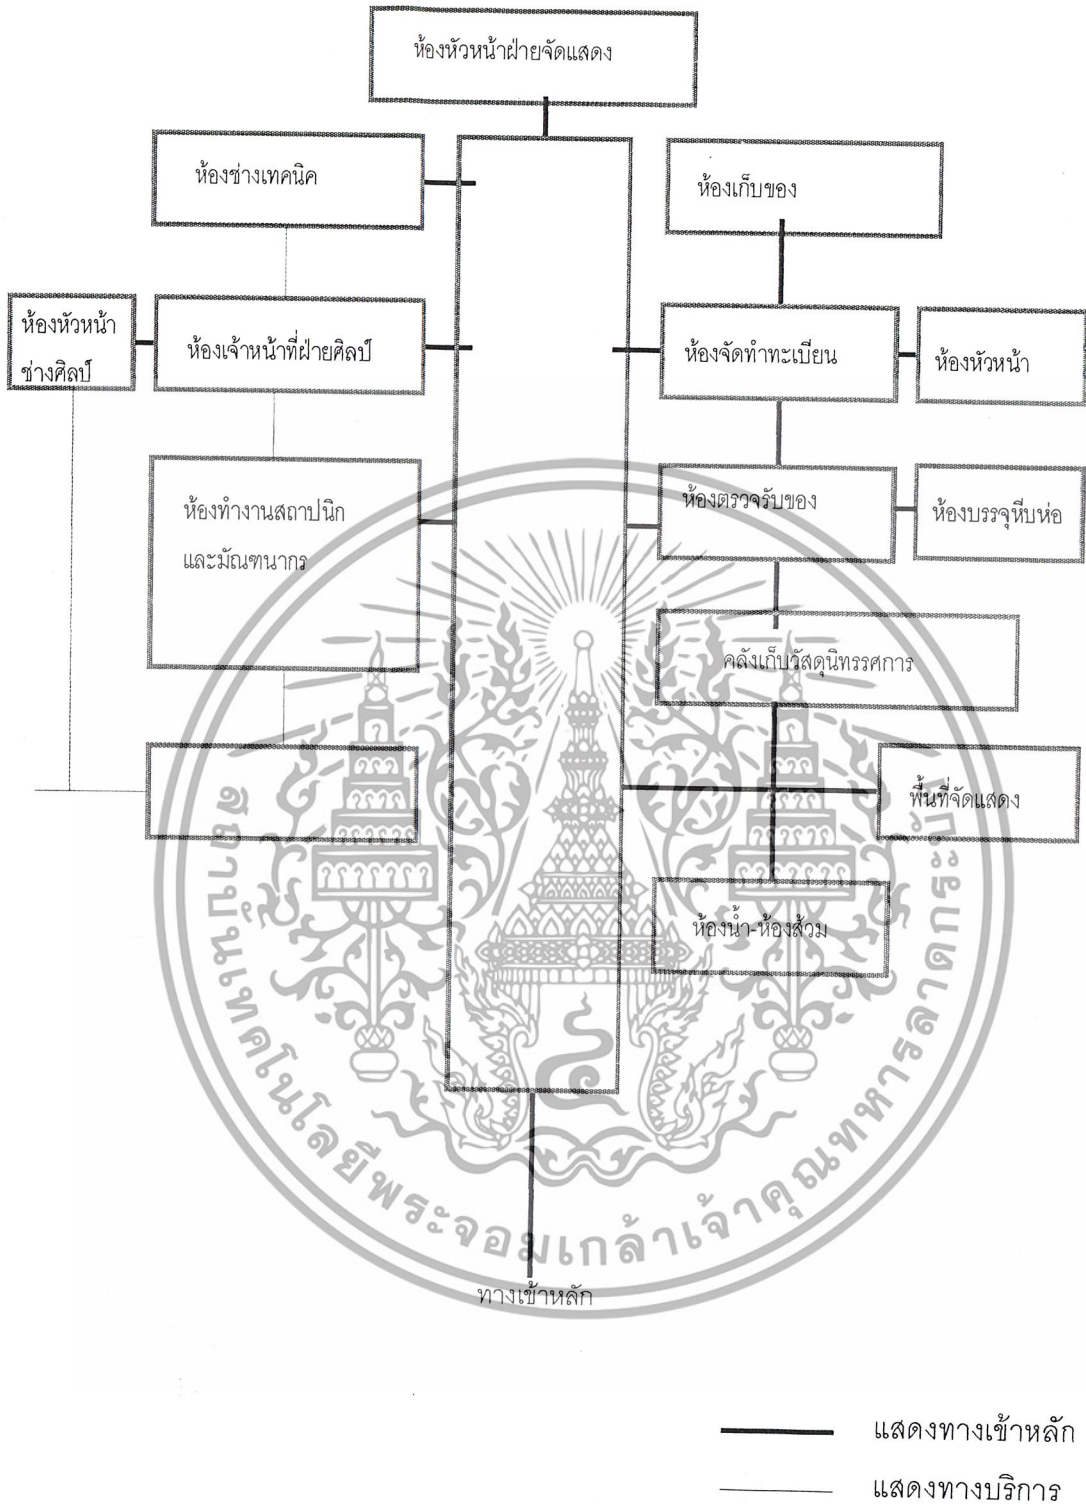 ห้องหัวหน้าฝ่ายจัดแสดง
ห้องช่างเทคนิค
ห้องเก็บของ
ห้องหัวหน้า
ช่างศิลป์
ห้องเจ้าหน้าที่ฝ่ายศิลป์
ห้องจัดทำทะเบียน
ห้องหัวหน้า
ห้องทำงานสถาปนิก
และมัณฑนากร
ห้องตรวจรับของ
ห้องบรรจุหีบห่อ
คลังเก็บวัสดุนิทรรศการ
พื้นที่จัดแสดง
ห้องน้ำ-ห้องส้วม
สถาบันเทคโนโลยีพระจอมเกล้าเจ้าคุณทหารลาดกระบัง
ทางเข้าหลัก
แสดงทางเข้าหลัก
แสดงทางบริการ